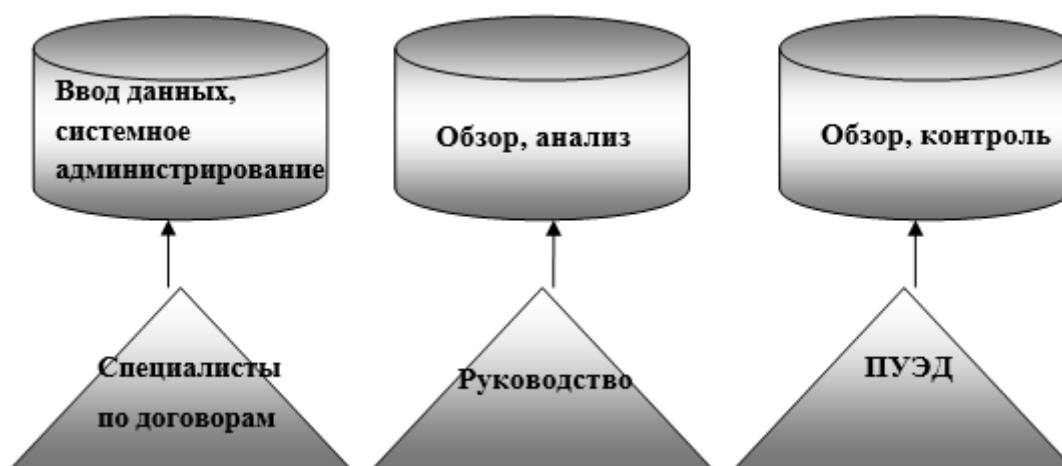 Ввод данных,
системное
администрирование
Обзор, анализ
Обзор, контроль
Специалисты
по договорам
Руководство
ПУЭД